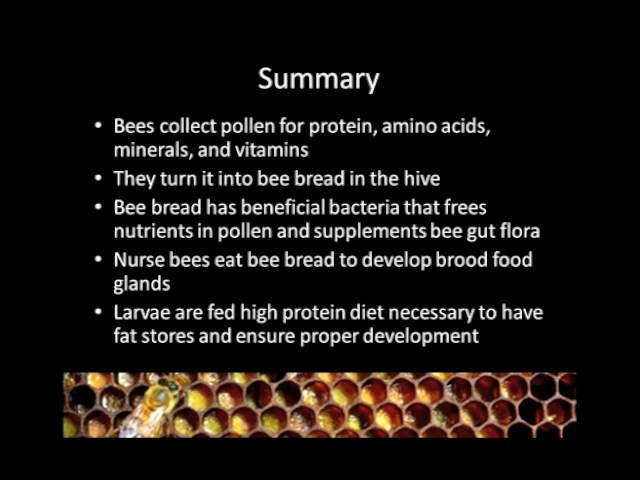 Summary
• Bees collect pollen for protein, amino acids,
minerals, and vitamins
• They turn it into bee bread in the hive
• Bee bread has beneficial bacteria that frees
nutrients in pollen and supplements bee gut flora
• Nurse bees eat bee bread to develop brood food
glands
• Larvae are fed high protein diet necessary to have
fat stores and ensure proper development